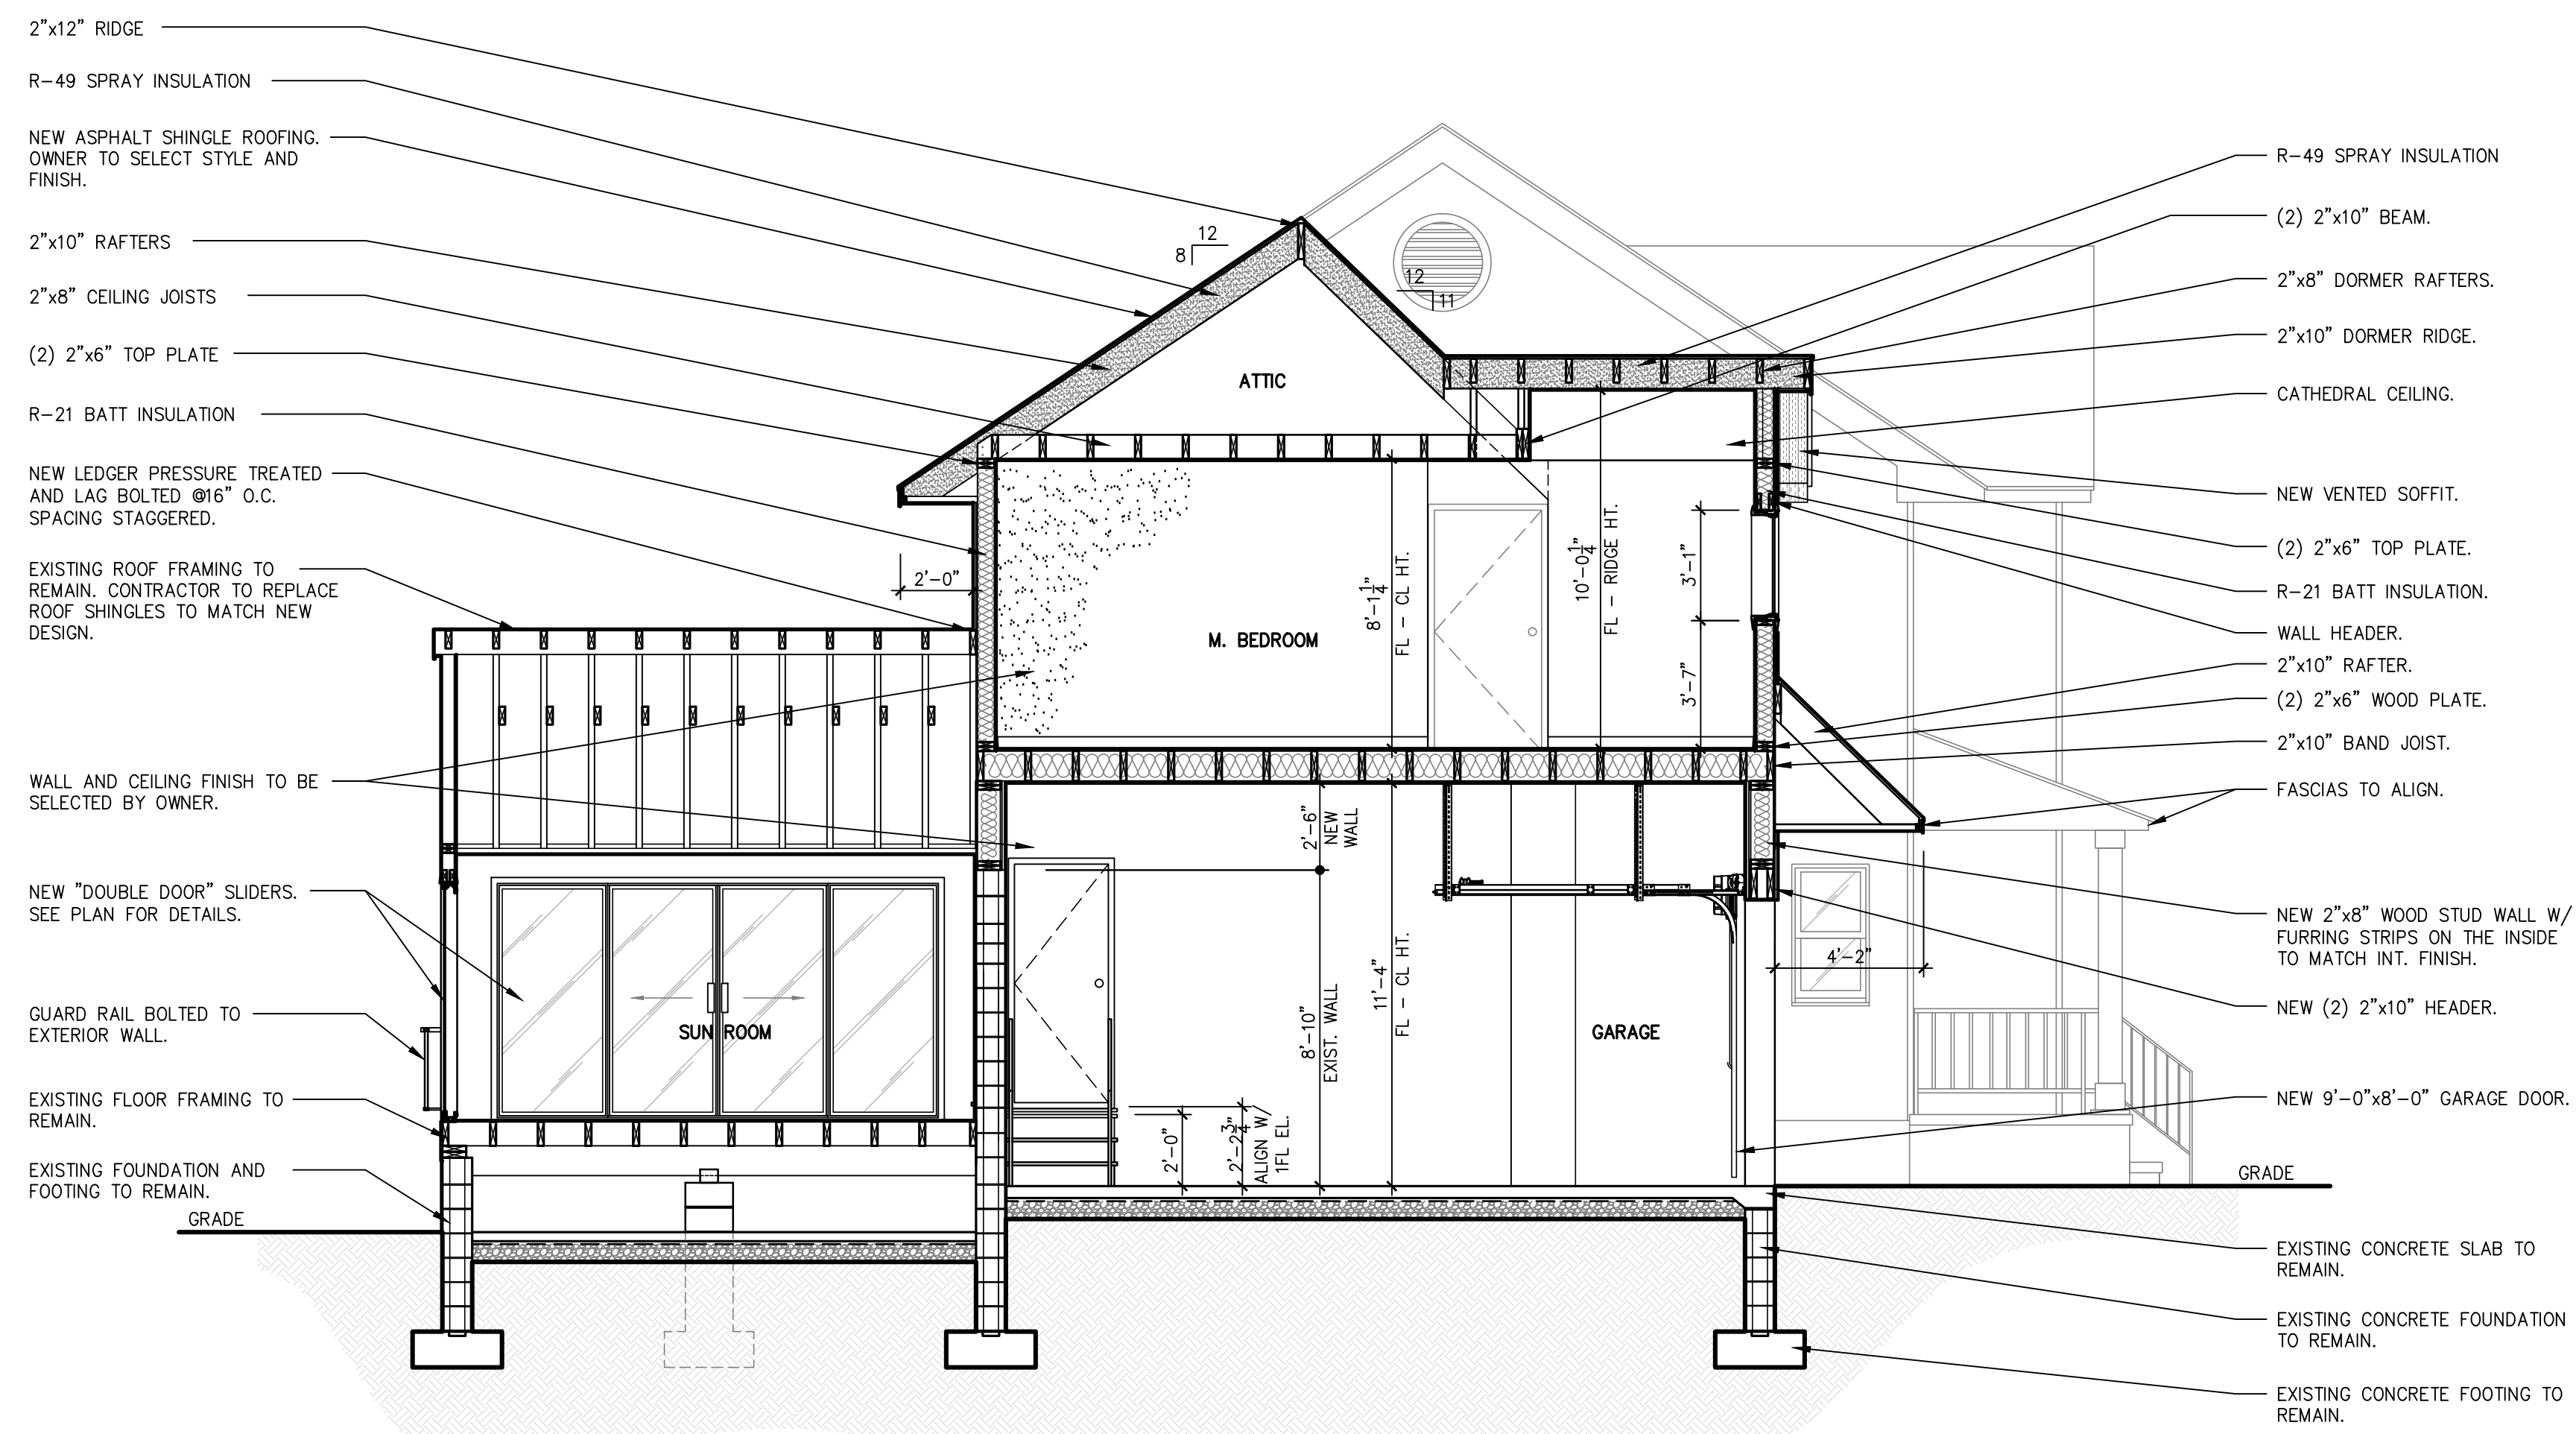 2"x12" RIDGE
R-49 SPRAY INSULATION
NEW ASPHALT SHINGLE ROOFING.
OWNER TO SELECT STYLE AND
FINISH.
2"x10" RAFTERS
2"x8" CEILING JOISTS
(2) 2"x6" TOP PLATE
R-21 BATT INSULATION
NEW LEDGER PRESSURE TREATED
AND LAG BOLTED @16" O.C.
SPACING STAGGERED.
EXISTING ROOF FRAMING TO
REMAIN. CONTRACTOR TO REPLACE
ROOF SHINGLES TO MATCH NEW
DESIGN.
WALL AND CEILING FINISH TO BE
SELECTED BY OWNER.
NEW "DOUBLE DOOR" SLIDERS.
SEE PLAN FOR DETAILS.
GUARD RAIL BOLTED TO
EXTERIOR WALL.
EXISTING FLOOR FRAMING TO
REMAIN.
EXISTING FOUNDATION AND
FOOTING TO REMAIN.
GRADE
12
8
12
11
ATTIC
2'-0"
M. BEDROOM
8'-1 1/4"
FL - CL HT.
10'-0 1/4"
FL - RIDGE HT.
3'-1"
3'-7"
2'-6"
NEW
WALL
8'-10"
EXIST. WALL
11'-4"
FL - CL HT.
SUN ROOM
GARAGE
2'-0"
2'-2 3/4"
ALIGN W/
1FL EL.
4'-2"
GRADE
R-49 SPRAY INSULATION
(2) 2"x10" BEAM.
2"x8" DORMER RAFTERS.
2"x10" DORMER RIDGE.
CATHEDRAL CEILING.
NEW VENTED SOFFIT.
(2) 2"x6" TOP PLATE.
R-21 BATT INSULATION.
WALL HEADER.
2"x10" RAFTER.
(2) 2"x6" WOOD PLATE.
2"x10" BAND JOIST.
FASCIAS TO ALIGN.
NEW 2"x8" WOOD STUD WALL W/
FURRING STRIPS ON THE INSIDE
TO MATCH INT. FINISH.
NEW (2) 2"x10" HEADER.
NEW 9'-0"x8'-0" GARAGE DOOR.
EXISTING CONCRETE SLAB TO
REMAIN.
EXISTING CONCRETE FOUNDATION
TO REMAIN.
EXISTING CONCRETE FOOTING TO
REMAIN.